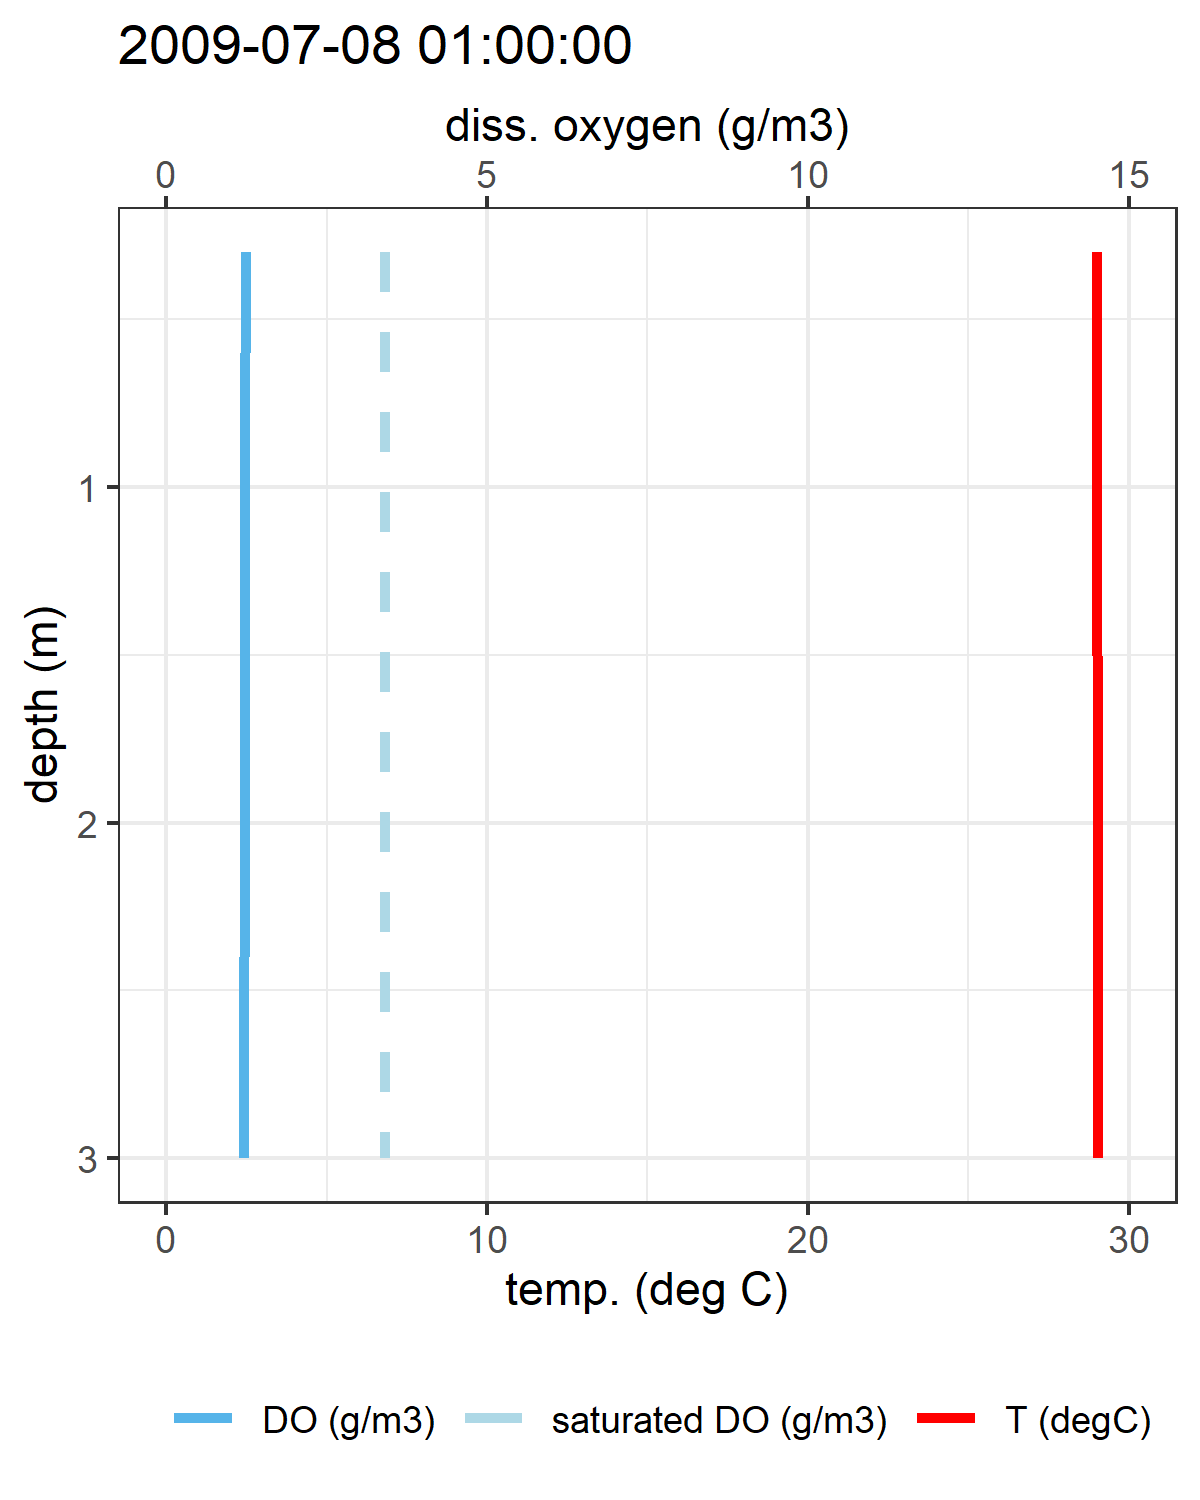 2009-07-08 01:00:00
diss. oxygen (g/m3)
0 5 10 15
1
2
3
depth (m)
0 10 20 30
temp. (deg C)
DO (g/m3) saturated DO (g/m3) T (degC)